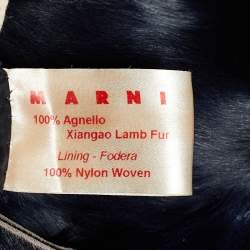 MARNI
100% Agnello
Xiangao Lamb Fur
Lining - Fodera
100% Nylon Woven